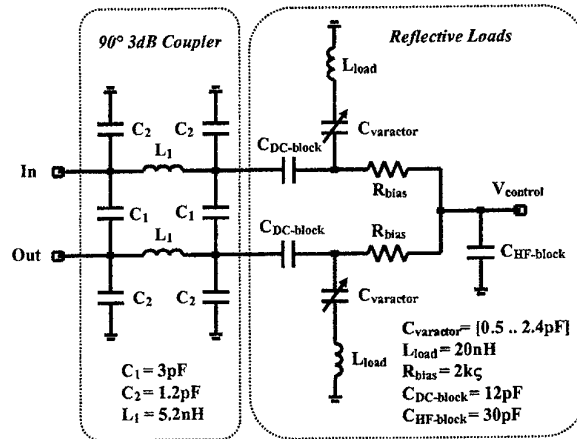 90° 3dB Coupler
Reflective Loads
Lload
C2
C2
Cvaractor
CDC-block
L1
In
Rbias
Vcontrol
C1
C1
Rbias
CDC-block
L1
Out
CHF-block
C2
C2
Cvaractor
Lload
Cvaractor= [0.5 .. 2.4pF]
Lload = 20nH
Rbias = 2kς
CDC-block = 12pF
CHF-block = 30pF
C1 = 3pF
C2 = 1.2pF
L1 = 5.2nH